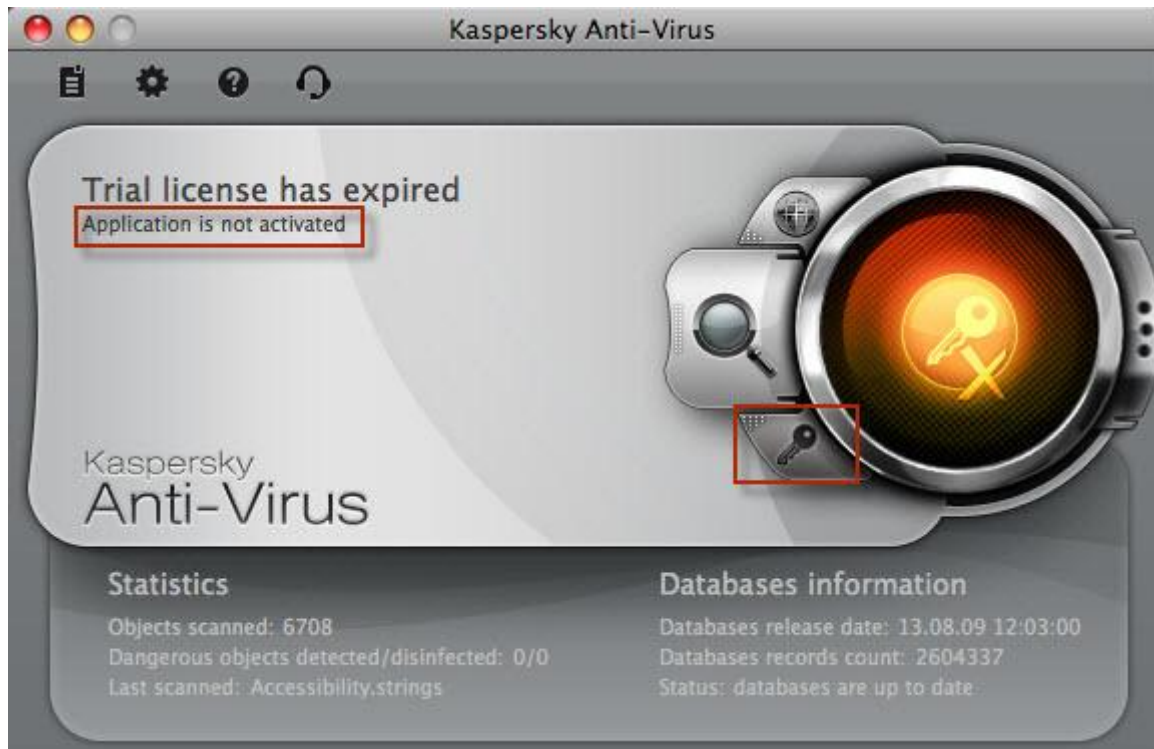 Kaspersky Anti-Virus
Trial license has expired
Application is not activated
Kaspersky
Anti-Virus
Statistics
Objects scanned: 6708
Dangerous objects detected/disinfected: 0/0
Last scanned: Accessibility.strings
Databases information
Databases release date: 13.08.09 12:03:00
Databases records count: 2604337
Status: databases are up to date